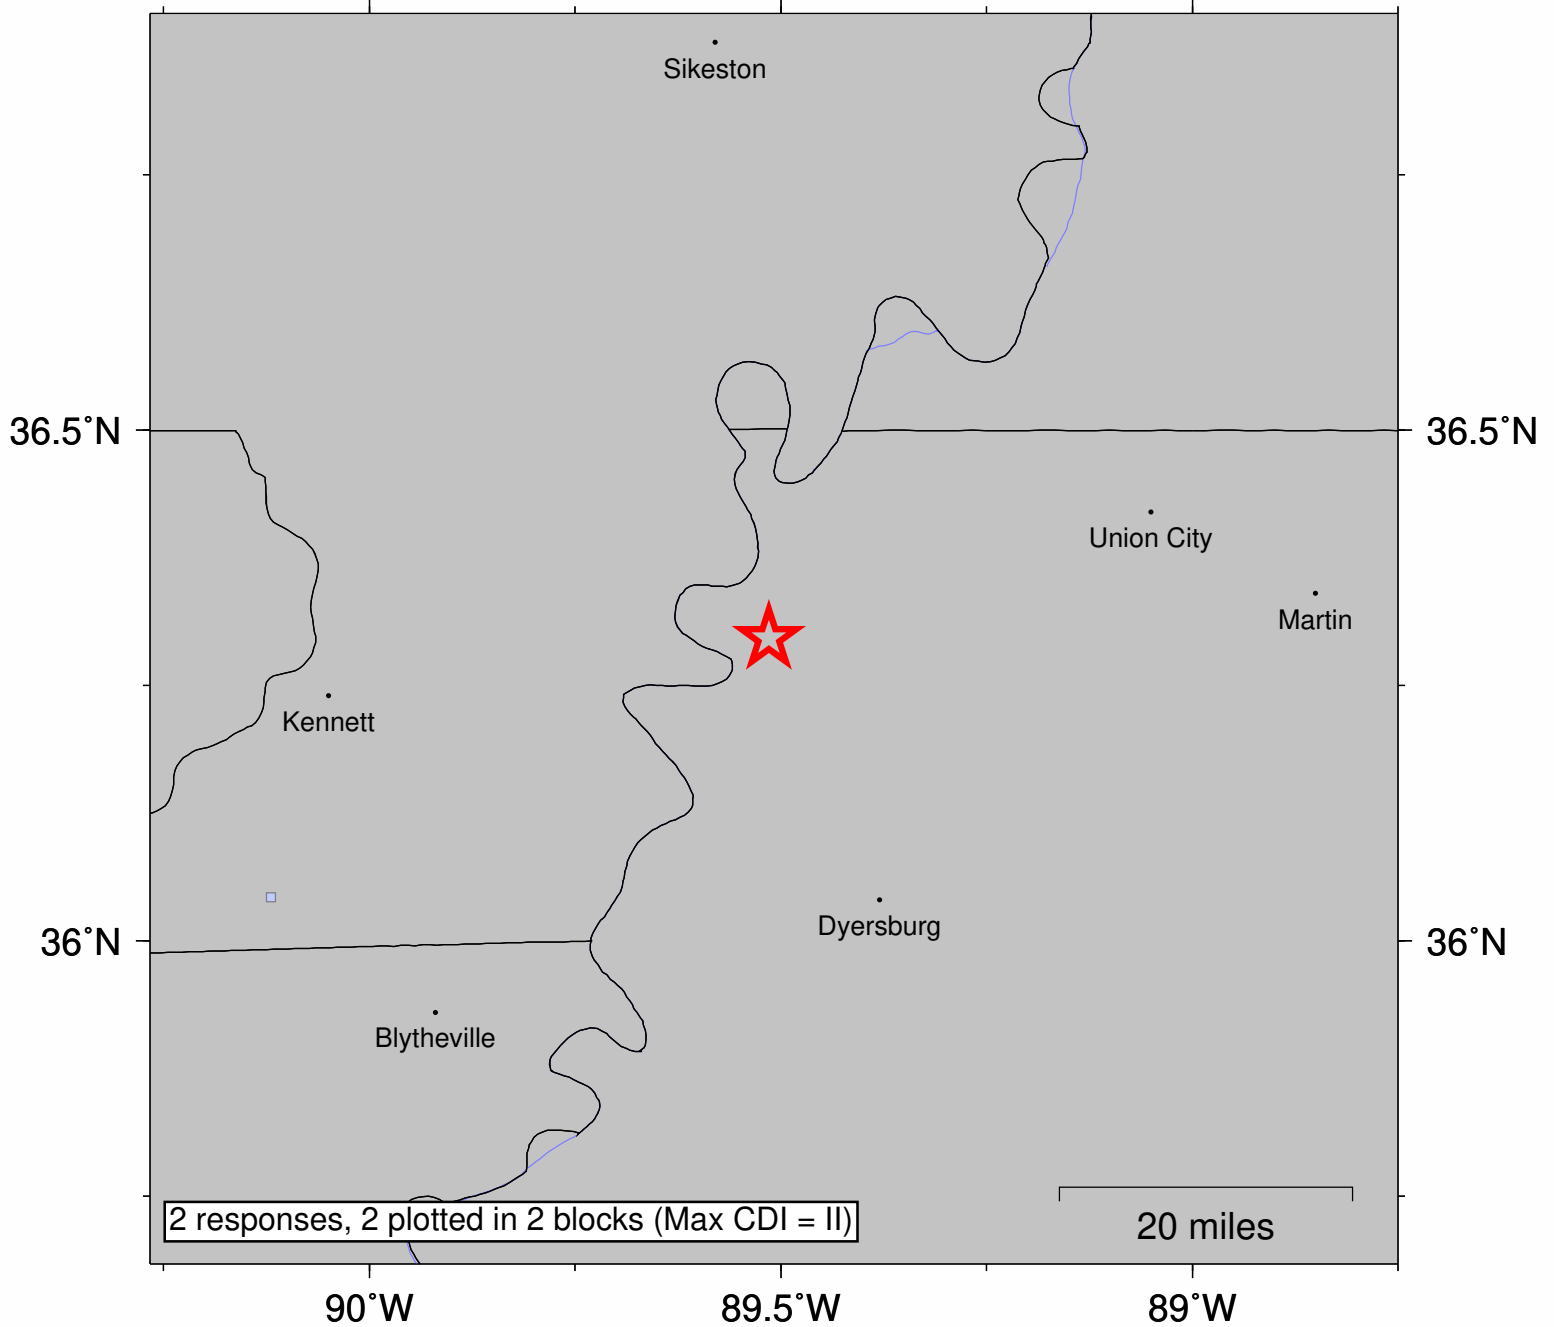 Sikeston
36.5°N
36.5°N
Union City
Martin
Kennett
Dyersburg
36°N
36°N
Blytheville
2 responses, 2 plotted in 2 blocks (Max CDI = II)
20 miles
90°W
89.5°W
89°W